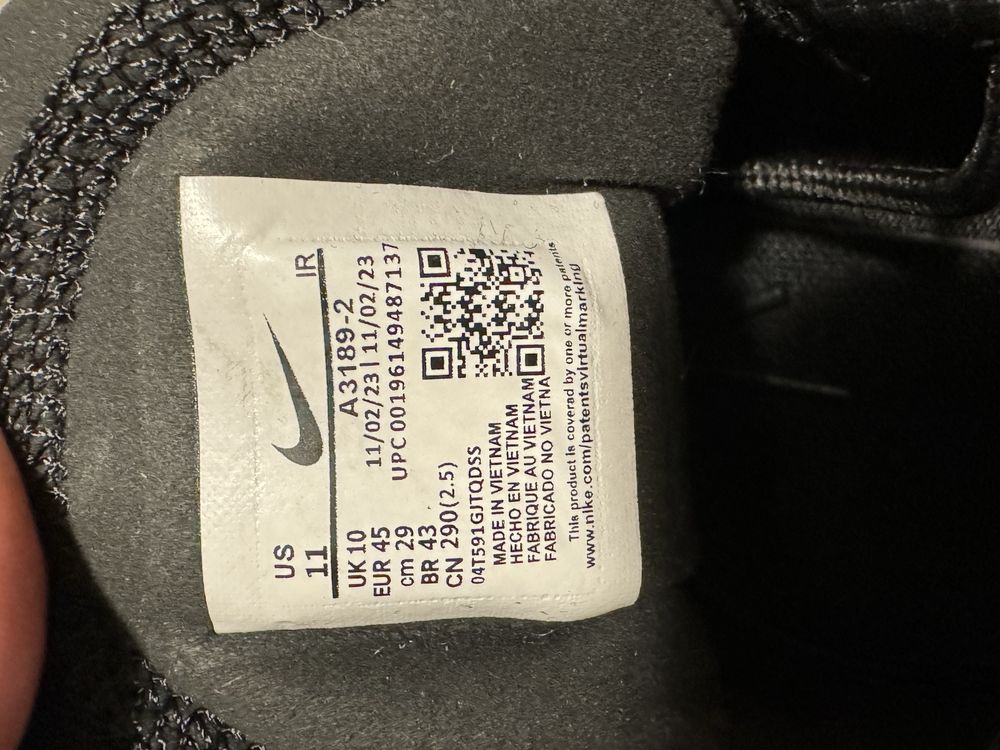 US
11
IR
UK 10
EUR 45
cm 29
BR 43
CN 290(2.5)
A3189-2
11/02/23 | 11/02/23
UPC 00196149487137
04T591GJTQDSS
MADE IN VIETNAM
HECHO EN VIETNAM
FABRIQUE AU VIETNAM
FABRICADO NO VIETNA
This product is covered by one or more patents
www.nike.com/patentsvirtualmarking